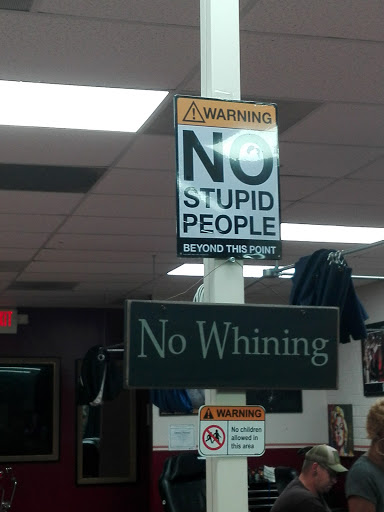 WARNING
NO
STUPID
PEOPLE
BEYOND THIS POINT
No Whining
WARNING
No children
allowed in
this area